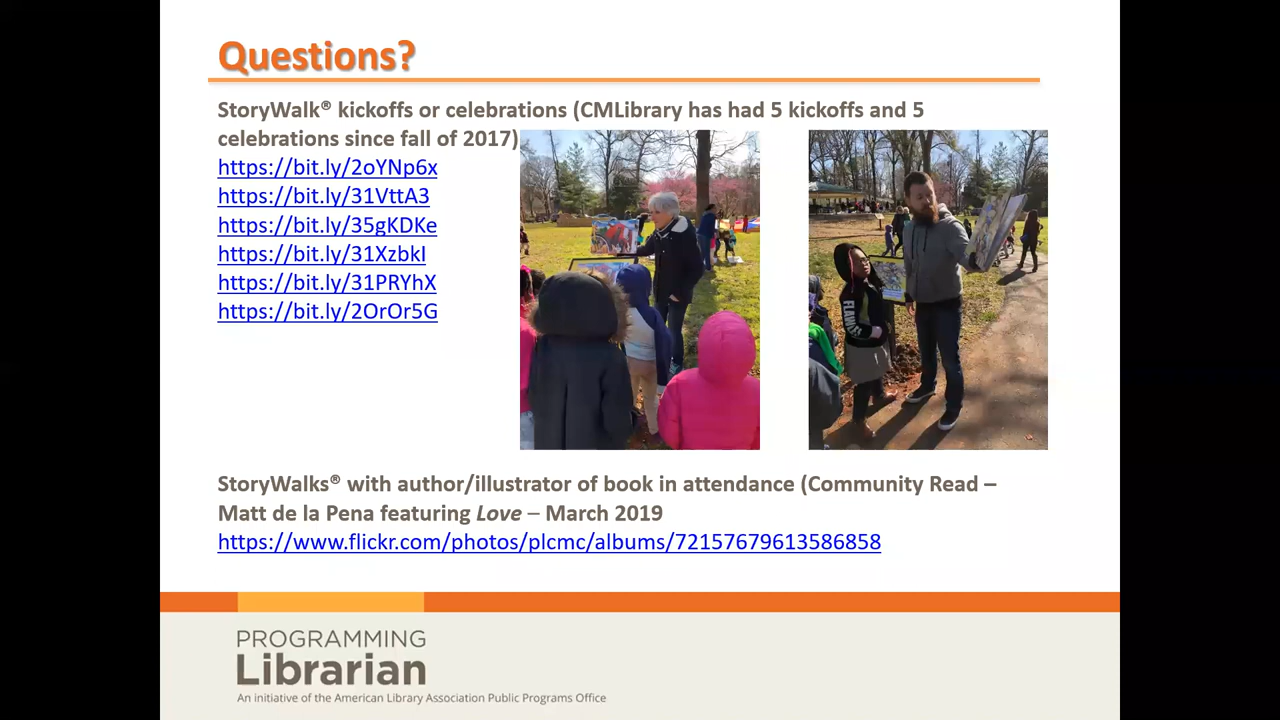 Questions?
StoryWalk® kickoffs or celebrations (CMLibrary has had 5 kickoffs and 5
celebrations since fall of 2017)
https://bit.ly/2oYNp6x
https://bit.ly/31VttA3
https://bit.ly/35gKDKe
https://bit.ly/31XzbkI
https://bit.ly/31PRYhX
https://bit.ly/2OrOr5G
StoryWalks® with author/illustrator of book in attendance (Community Read –
Matt de la Pena featuring Love – March 2019
https://www.flickr.com/photos/plcmc/albums/72157679613586858
PROGRAMMING
Librarian
An initiative of the American Library Association Public Programs Office